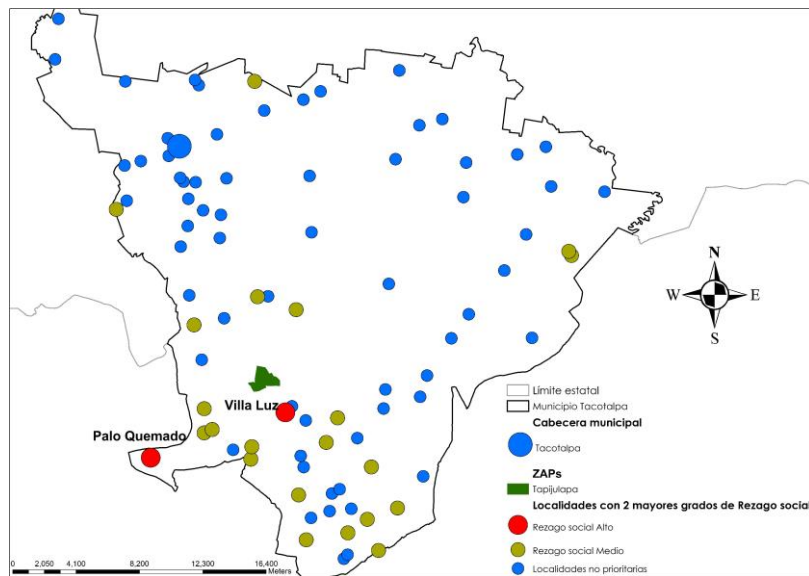 Villa Luz
Palo Quemado
N
W E
S
Límite estatal
Municipio Tacotalpa
Cabecera municipal
Tacotalpa
ZAPs
Tapijulapa
Localidades con 2 mayores grados de Rezago social
Rezago social Alto
Rezago social Medio
Localidades no prioritarias
0 2,050 4,100 8,200 12,300 16,400
Meters